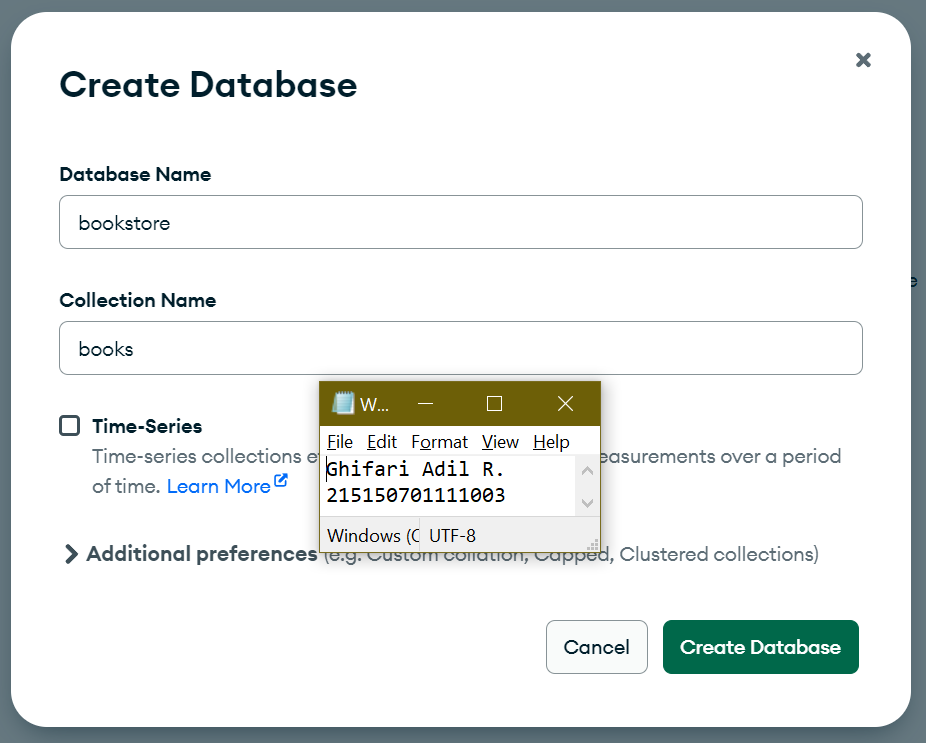 Create Database
Database Name
bookstore
Collection Name
books
Time-Series
Time-series collections
easurements over a period
of time. Learn More
W...
File Edit Format View Help
Ghifari Adil R.
215150701111003
Windows (C UTF-8
Additional preferences (e.g. Custom collation, Capped, Clustered collections)
Cancel
Create Database